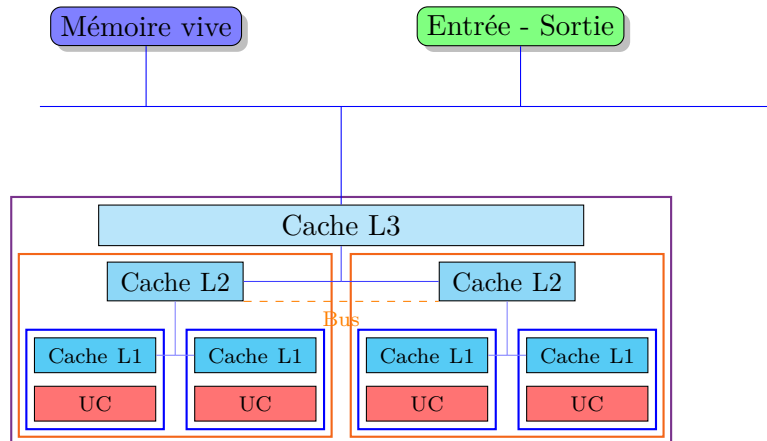 Mémoire vive
Entrée - Sortie
Cache L3
Cache L2
Cache L2
Bus
Cache L1
Cache L1
Cache L1
Cache L1
UC
UC
UC
UC